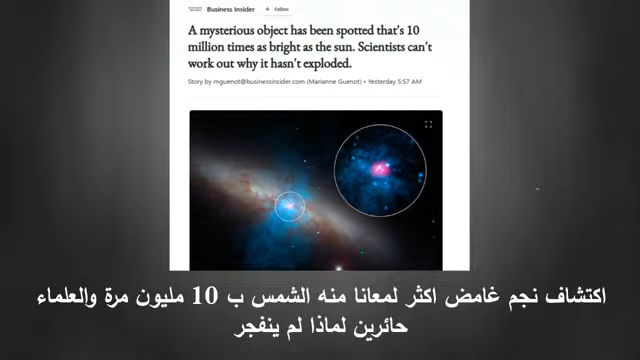 Business Insider + Follow
A mysterious object has been spotted that's 10
million times as bright as the sun. Scientists can't
work out why it hasn't exploded.
Story by mguenot@businessinsider.com (Marianne Guenot) • Yesterday 5:57 AM
اكتشاف نجم غامض اكثر لمعانا منه الشمس ب 10 مليون مرة والعلماء
حائرين لماذا لم ينفجر